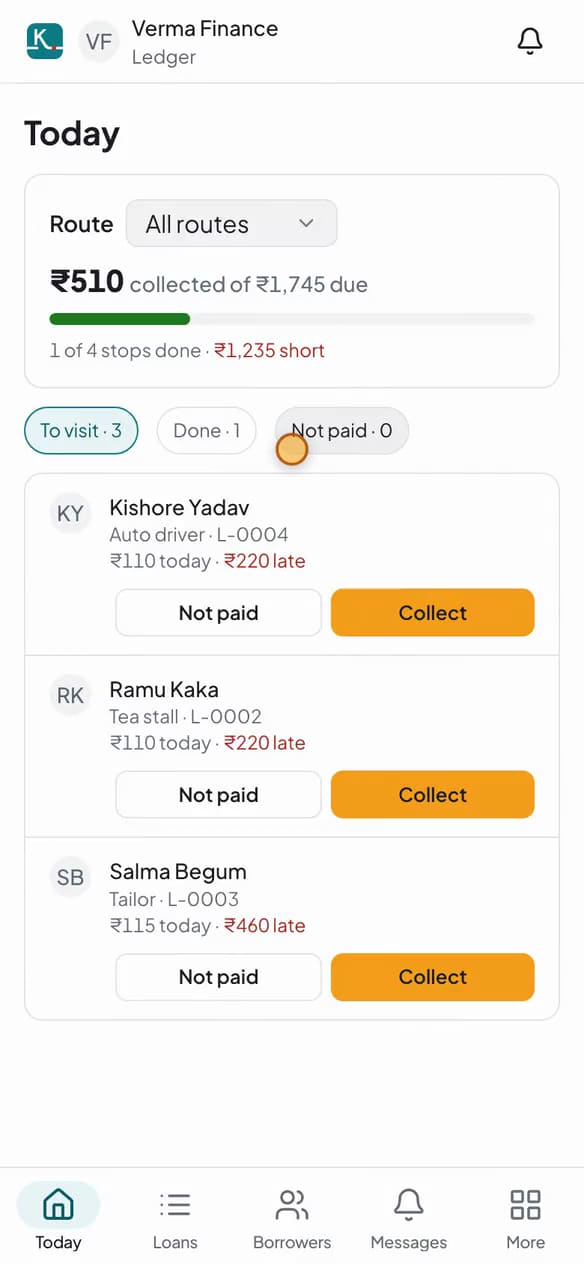 K.
VF
Verma Finance
Ledger
Today
Route
All routes
₹510 collected of ₹1,745 due
1 of 4 stops done · ₹1,235 short
To visit · 3
Done · 1
Not paid · 0
KY
Kishore Yadav
Auto driver · L-0004
₹110 today · ₹220 late
Not paid
Collect
RK
Ramu Kaka
Tea stall · L-0002
₹110 today · ₹220 late
Not paid
Collect
SB
Salma Begum
Tailor · L-0003
₹115 today · ₹460 late
Not paid
Collect
Today
Loans
Borrowers
Messages
More